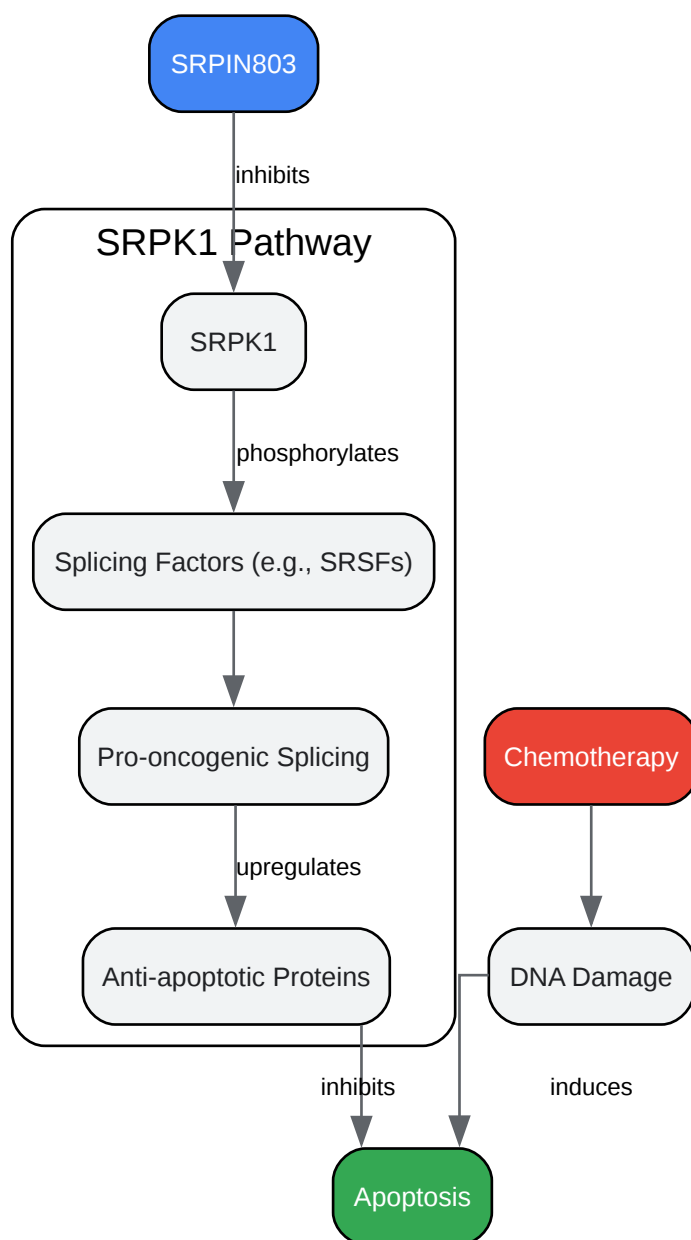 SRPIN803
inhibits
SRPK1 Pathway
SRPK1
phosphorylates
Splicing Factors (e.g., SRSFs)
Pro-oncogenic Splicing
Chemotherapy
upregulates
Anti-apoptotic Proteins
DNA Damage
inhibits
induces
Apoptosis